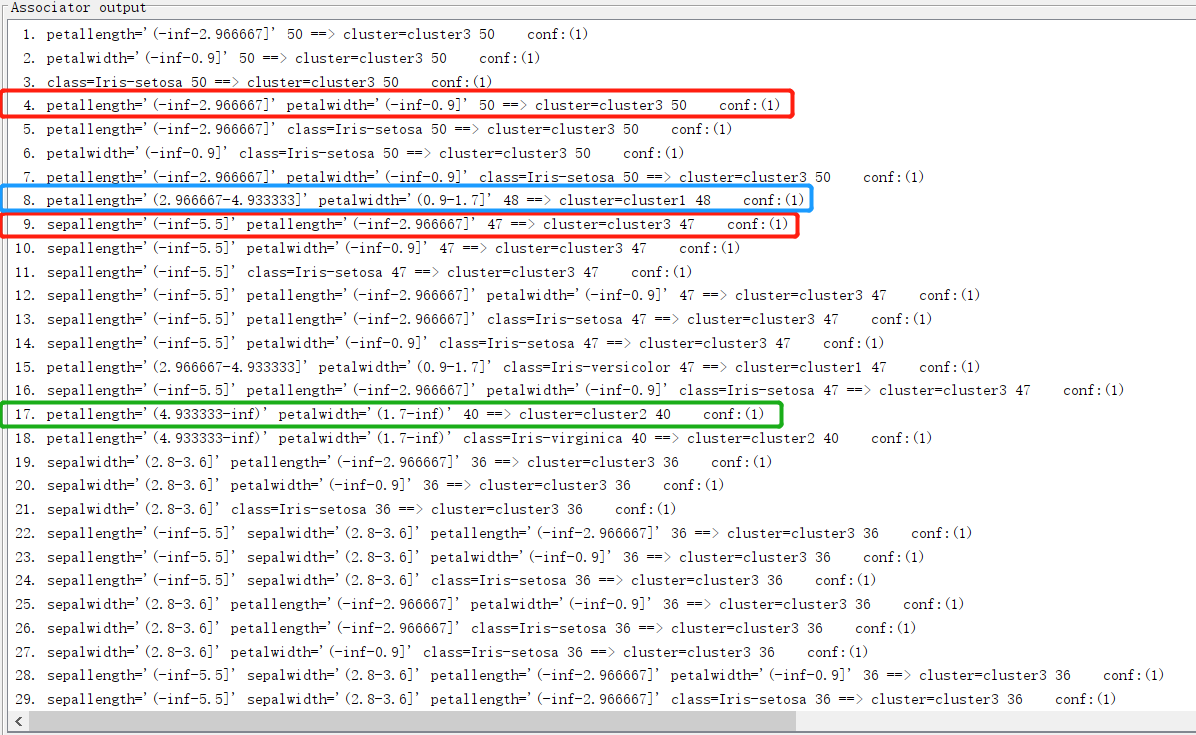 Associator output
1. petallength='(-inf-2.966667]' 50 ==> cluster=cluster3 50    conf:(1)
2. petalwidth='(-inf-0.9]' 50 ==> cluster=cluster3 50    conf:(1)
3. class=Iris-setosa 50 ==> cluster=cluster3 50    conf:(1)
4. petallength='(-inf-2.966667]' petalwidth='(-inf-0.9]' 50 ==> cluster=cluster3 50    conf:(1)
5. petallength='(-inf-2.966667]' class=Iris-setosa 50 ==> cluster=cluster3 50    conf:(1)
6. petalwidth='(-inf-0.9]' class=Iris-setosa 50 ==> cluster=cluster3 50    conf:(1)
7. petallength='(-inf-2.966667]' petalwidth='(-inf-0.9]' class=Iris-setosa 50 ==> cluster=cluster3 50    conf:(1)
8. petallength='(2.966667-4.933333]' petalwidth='(0.9-1.7]' 48 ==> cluster=cluster1 48    conf:(1)
9. sepallength='(-inf-5.5]' petallength='(-inf-2.966667]' 47 ==> cluster=cluster3 47    conf:(1)
10. sepallength='(-inf-5.5]' petalwidth='(-inf-0.9]' 47 ==> cluster=cluster3 47    conf:(1)
11. sepallength='(-inf-5.5]' class=Iris-setosa 47 ==> cluster=cluster3 47    conf:(1)
12. sepallength='(-inf-5.5]' petallength='(-inf-2.966667]' petalwidth='(-inf-0.9]' 47 ==> cluster=cluster3 47    conf:(1)
13. sepallength='(-inf-5.5]' petallength='(-inf-2.966667]' class=Iris-setosa 47 ==> cluster=cluster3 47    conf:(1)
14. sepallength='(-inf-5.5]' petalwidth='(-inf-0.9]' class=Iris-setosa 47 ==> cluster=cluster3 47    conf:(1)
15. petallength='(2.966667-4.933333]' petalwidth='(0.9-1.7]' class=Iris-versicolor 47 ==> cluster=cluster1 47    conf:(1)
16. sepallength='(-inf-5.5]' petallength='(-inf-2.966667]' petalwidth='(-inf-0.9]' class=Iris-setosa 47 ==> cluster=cluster3 47    conf:(1)
17. petallength='(4.933333-inf)' petalwidth='(1.7-inf)' 40 ==> cluster=cluster2 40    conf:(1)
18. petallength='(4.933333-inf)' petalwidth='(1.7-inf)' class=Iris-virginica 40 ==> cluster=cluster2 40    conf:(1)
19. sepalwidth='(2.8-3.6]' petallength='(-inf-2.966667]' 36 ==> cluster=cluster3 36    conf:(1)
20. sepalwidth='(2.8-3.6]' petalwidth='(-inf-0.9]' 36 ==> cluster=cluster3 36    conf:(1)
21. sepalwidth='(2.8-3.6]' class=Iris-setosa 36 ==> cluster=cluster3 36    conf:(1)
22. sepallength='(-inf-5.5]' sepalwidth='(2.8-3.6]' petallength='(-inf-2.966667]' 36 ==> cluster=cluster3 36    conf:(1)
23. sepallength='(-inf-5.5]' sepalwidth='(2.8-3.6]' petalwidth='(-inf-0.9]' 36 ==> cluster=cluster3 36    conf:(1)
24. sepallength='(-inf-5.5]' sepalwidth='(2.8-3.6]' class=Iris-setosa 36 ==> cluster=cluster3 36    conf:(1)
25. sepalwidth='(2.8-3.6]' petallength='(-inf-2.966667]' petalwidth='(-inf-0.9]' 36 ==> cluster=cluster3 36    conf:(1)
26. sepalwidth='(2.8-3.6]' petallength='(-inf-2.966667]' class=Iris-setosa 36 ==> cluster=cluster3 36    conf:(1)
27. sepalwidth='(2.8-3.6]' petalwidth='(-inf-0.9]' class=Iris-setosa 36 ==> cluster=cluster3 36    conf:(1)
28. sepallength='(-inf-5.5]' sepalwidth='(2.8-3.6]' petallength='(-inf-2.966667]' petalwidth='(-inf-0.9]' 36 ==> cluster=cluster3 36    conf:(1)
29. sepallength='(-inf-5.5]' sepalwidth='(2.8-3.6]' petallength='(-inf-2.966667]' class=Iris-setosa 36 ==> cluster=cluster3 36    conf:(1)